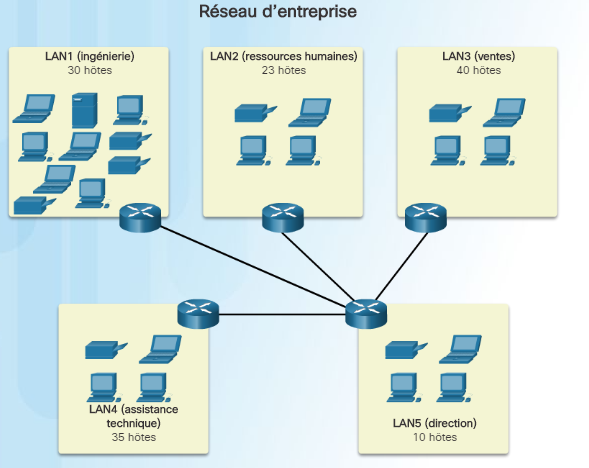 Réseau d'entreprise
LAN1 (ingénierie)
30 hôtes
LAN2 (ressources humaines)
23 hôtes
LAN3 (ventes)
40 hôtes
LAN4 (assistance
technique)
35 hôtes
LAN5 (direction)
10 hôtes